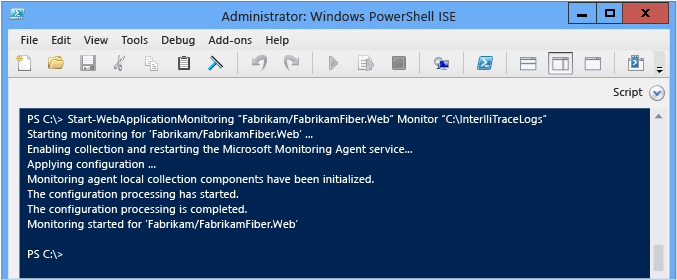 Administrator: Windows PowerShell ISE
File Edit View Tools Debug Add-ons Help
Script
PS C:\> Start-WebApplicationMonitoring “Fabrikam/FabrikamFiber.Web” Monitor “C:\InterlliTraceLogs”
Starting monitoring for ‘Fabrikam/FabrikamFiber.Web’ ...
Enabling collection and restarting the Microsoft Monitoring Agent service...
Applying configuration ...
Monitoring agent local collection components have been initialized.
The configuration processing has started.
The configuration processing is completed.
Monitoring started for ‘Fabrikam/FabrikamFiber.Web’
PS C:\>